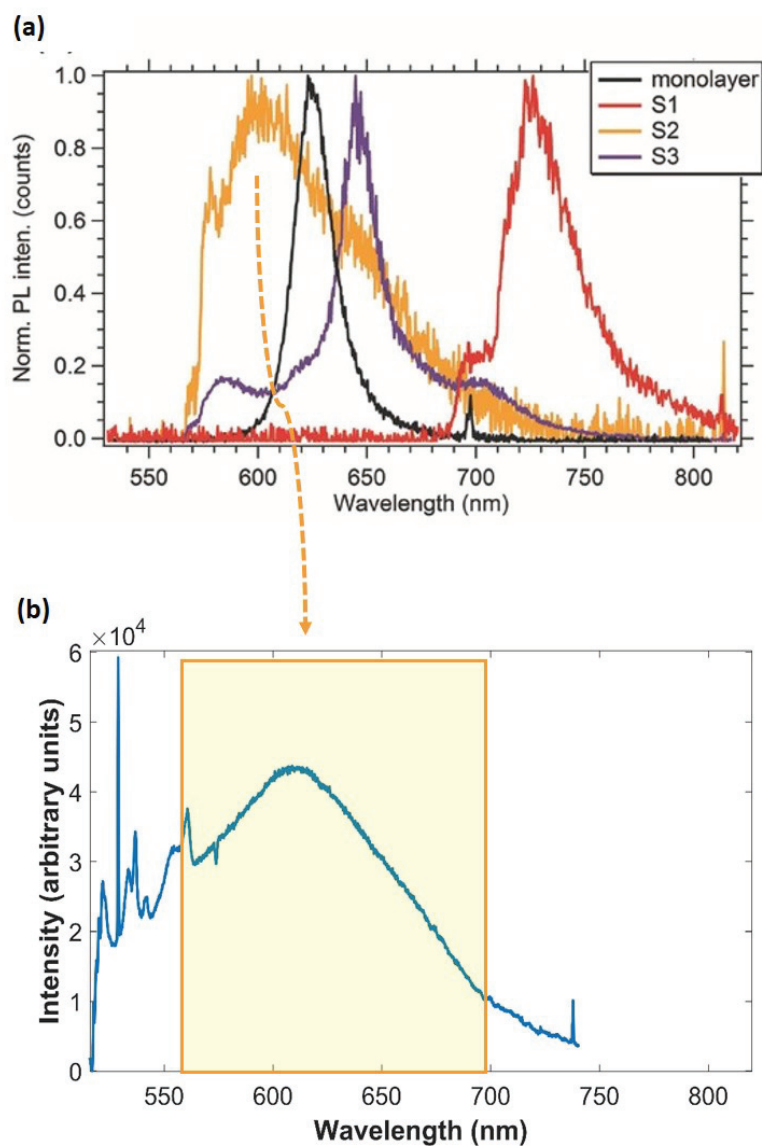 (a)
1.0
0.8
0.6
0.4
0.2
0.0
Norm. PL inten. (counts)
monolayer
S1
S2
S3
550 600 650 700 750 800
Wavelength (nm)
(b)
×10⁴
6
5
4
3
2
1
0
Intensity (arbitrary units)
550 600 650 700 750 800
Wavelength (nm)